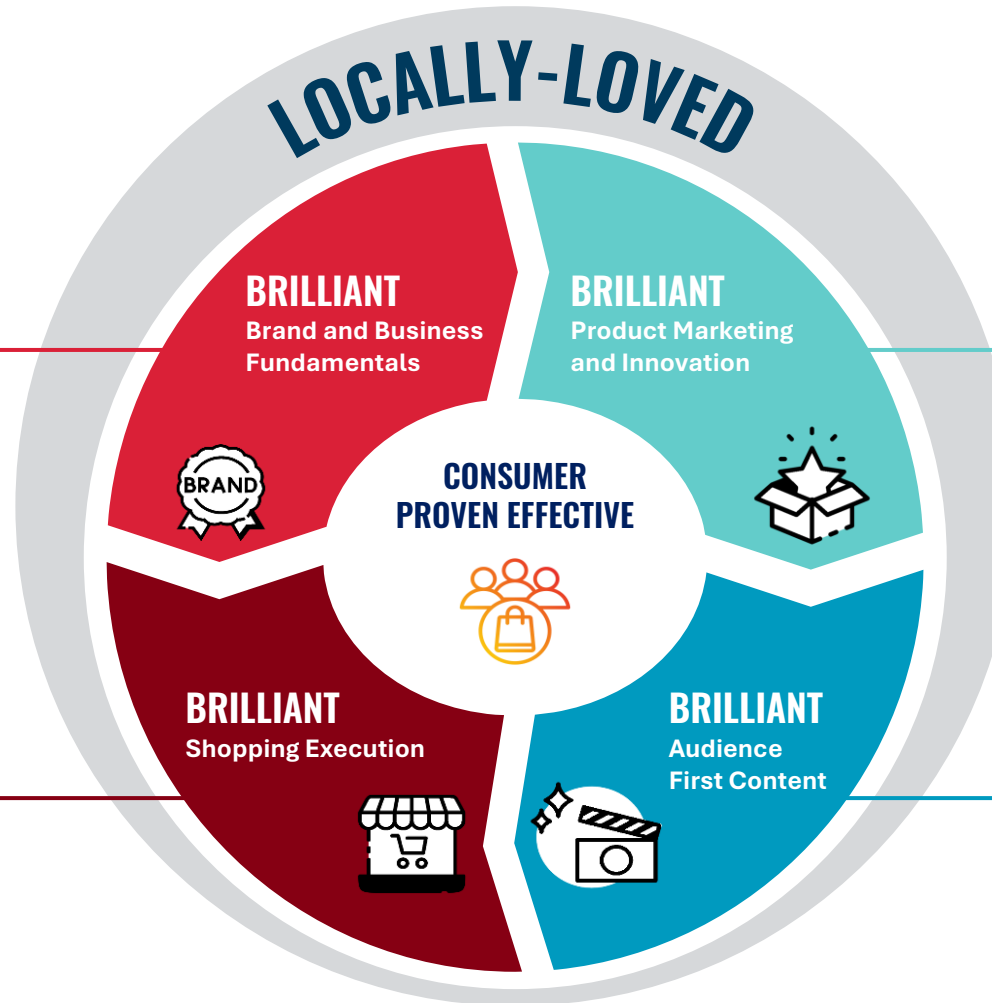 LOCALLY-LOVED
BRILLIANT
Brand and Business
Fundamentals
BRAND
BRILLIANT
Product Marketing
and Innovation
CONSUMER
PROVEN EFFECTIVE
BRILLIANT
Shopping Execution
BRILLIANT
Audience
First Content